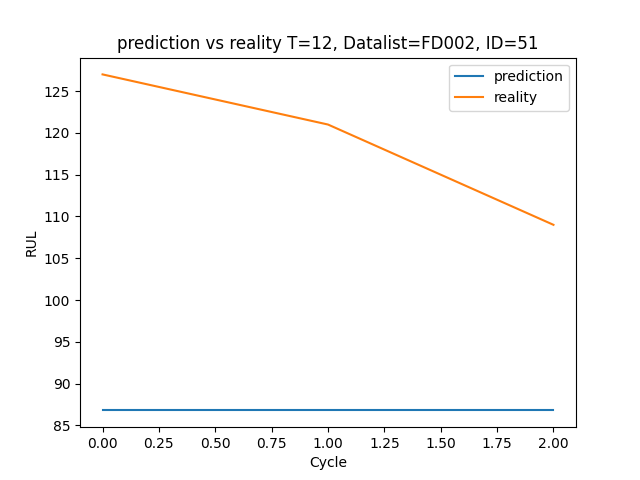 prediction vs reality T=12, Datalist=FD002, ID=51
prediction
reality
125
120
115
110
105
100
95
90
85
RUL
0.00 0.25 0.50 0.75 1.00 1.25 1.50 1.75 2.00
Cycle